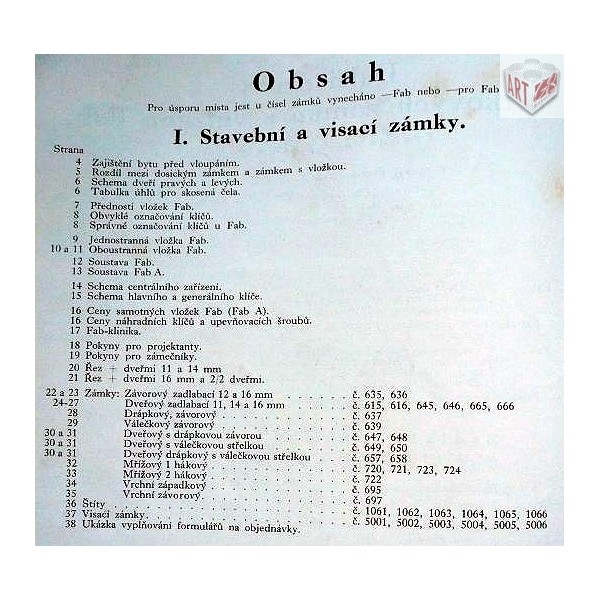 Obsah
Pro úsporu místa jest u čísel zámků vynecháno —Fab nebo —pro Fab
ART
I. Stavební a visací zámky.
Strana
4 Zajištění bytu před vloupáním.
5 Rozdíl mezi dosickým zámkem a zámkem s vložkou.
6 Schema dveří pravých a levých.
6 Tabulka úhlů pro skosená čela.
7 Přednosti vložek Fab.
8 Obvyklé označování klíčů.
8 Správné označování klíčů u Fab.
9 Jednostranná vložka Fab.
10 a 11 Oboustranná vložka Fab.
12 Soustava Fab.
13 Soustava Fab A.
14 Schema centrálního zařízení.
15 Schema hlavního a generálního klíče.
16 Ceny samotných vložek Fab (Fab A).
16 Ceny náhradních klíčů a upevňovacích šroubů.
17 Fab-klinika.
18 Pokyny pro projektanty.
19 Pokyny pro zámečníky.
20 Řez + dveřmi 11 a 14 mm
21 Řez + dveřmi 16 mm a 2/2 dveřmi.
22 a 23 Zámky: Závorový zadlabací 12 a 16 mm č. 635, 636
24-27 Dveřový zadlabací 11, 14 a 16 mm č. 615, 616, 645, 646, 665, 666
28 Drápkový, závorový č. 637
29 Válečkový závorový č. 639
30 a 31 Dveřový s drápkovou závorou č. 647, 648
30 a 31 Dveřový s válečkovou střelkou č. 649, 650
30 a 31 Dveřový drápkový s válečkovou střelkou č. 657, 658
32 Mřížový 1 hákový č. 720, 721, 723, 724
33 Mřížový 2 hákový č. 722
34 Vrchní západkový č. 695
35 Vrchní závorový č. 697
36 Štíty
37 Visací zámky č. 1061, 1062, 1063, 1064, 1065, 1066
38 Ukázka vyplňování formulářů na objednávky. č. 5001, 5002, 5003, 5004, 5005, 5006